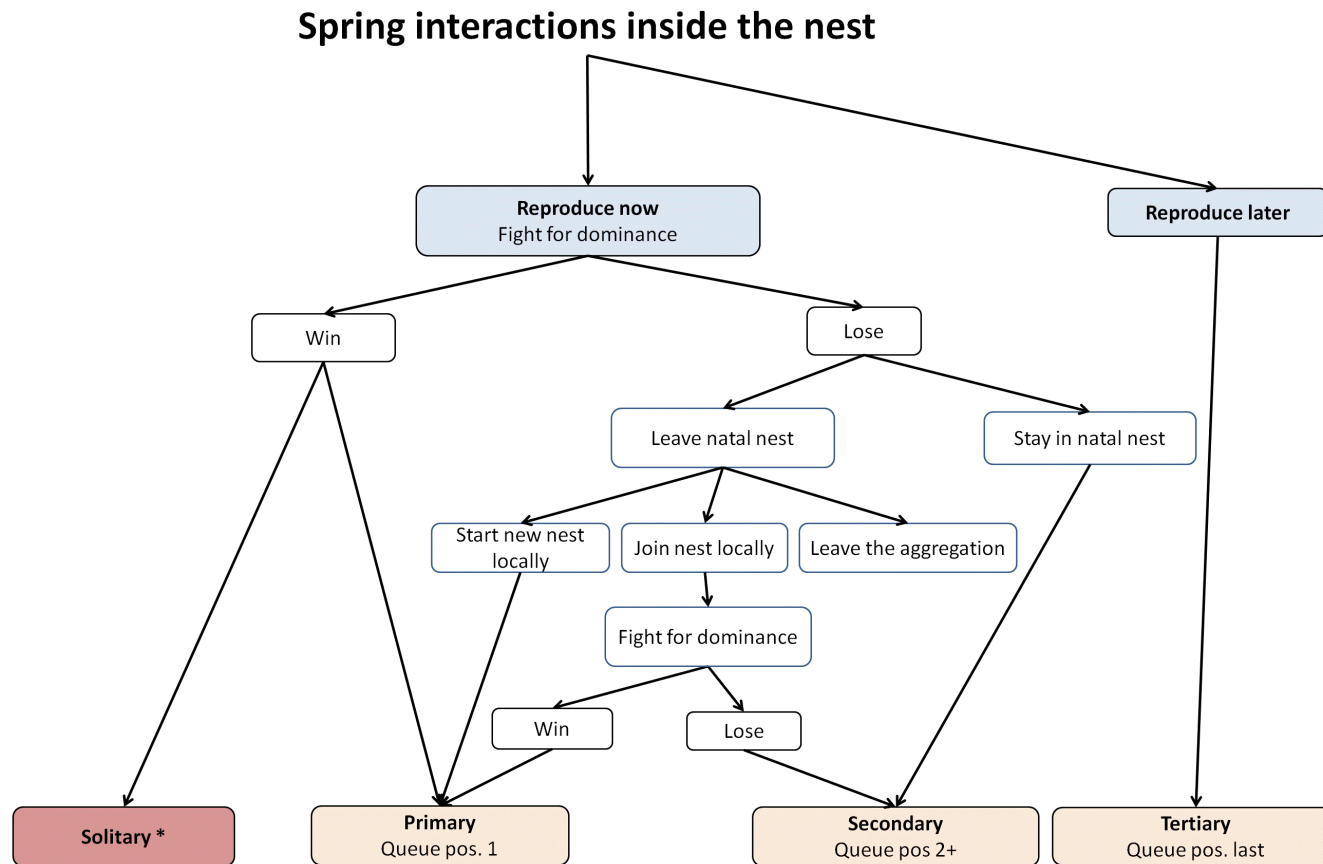 Spring interactions inside the nest
Reproduce now
Fight for dominance
Reproduce later
Win
Lose
Leave natal nest
Stay in natal nest
Start new nest
locally
Join nest locally
Leave the aggregation
Fight for dominance
Win
Lose
Solitary *
Primary
Queue pos. 1
Secondary
Queue pos 2+
Tertiary
Queue pos. last